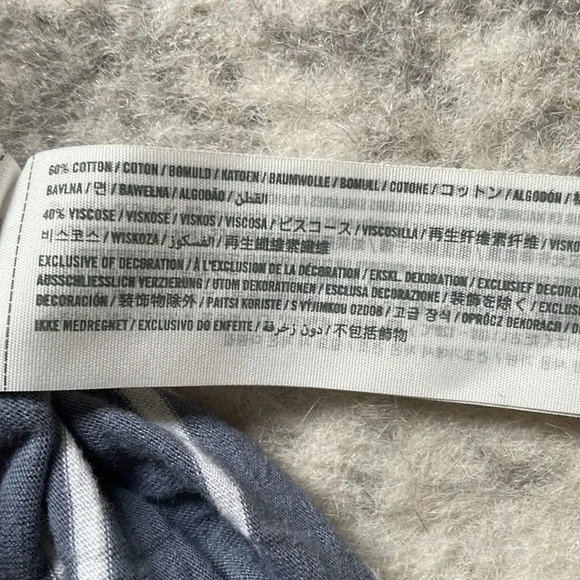 60% COTTON / COTON / BOMULD / KATOEN / BAUMWOLLE / BOMULL / COTONE / コットン / ALGODÓN /
BAVLNA / 면 / BAWEŁNA / ALGODÃO / القطن
40% VISCOSE / VISKOSE / VISKOS / VISCOSA / ビスコース / VISCOSILLA / 再生纤维素纤维 /
비스코스 / WISKOZA / الفسكوز / 再生纖維素纖維
EXCLUSIVE OF DECORATION / À L'EXCLUSION DE LA DÉCORATION / EKSKL. DEKORATION / EXCLUSIEF
AUSSCHLIESSLICH VERZIERUNG / UTOM DEKORATIONEN / ESCLUSA DECORAZIONE / 装飾を除く /
DECORACIÓN / 装饰物除外 / PAITSI KORISTE / S VÝJIMKOU OZDOB / 고급 장식 / OPRÓCZ DEKORACJI /
IKKE MEDREGNET / EXCLUSIVO DO ENFEITE / دون زخرفة / 不包括飾物